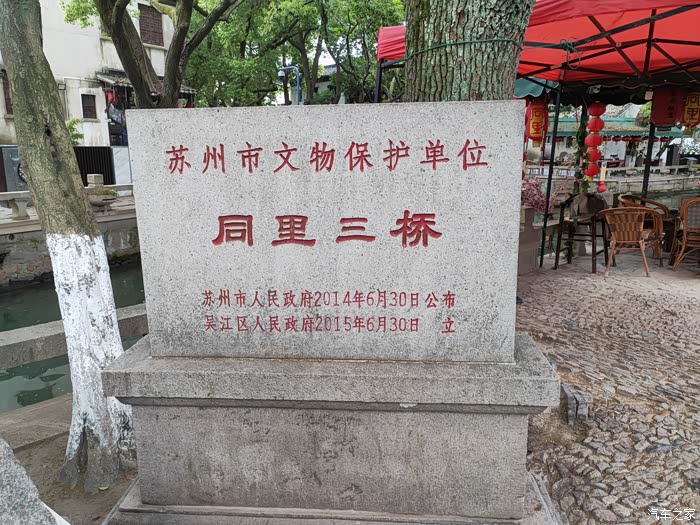 苏州市文物保护单位
同里三桥
苏州市人民政府2014年6月30日公布
吴江区人民政府2015年6月30日 立
同里
汽车之家